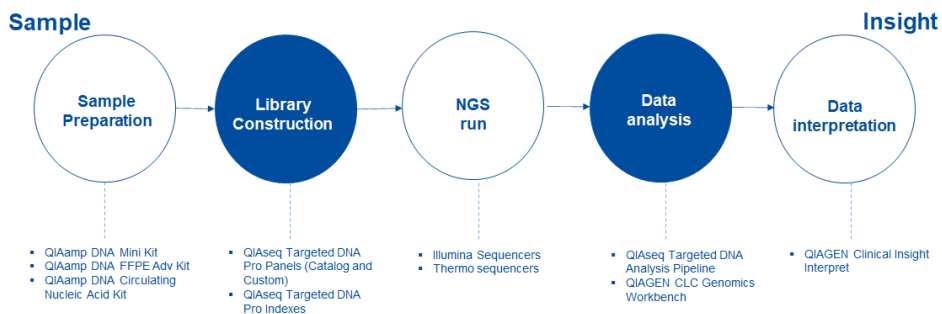 Sample
Insight
Sample
Preparation
Library
Construction
NGS
run
Data
analysis
Data
interpretation
QIAamp DNA Mini Kit
QIAamp DNA FFPE Adv Kit
QIAamp DNA Circulating
Nucleic Acid Kit
QIAseq Targeted DNA
Pro Panels (Catalog and
Custom)
QIAseq Targeted DNA
Pro Indexes
Illumina Sequencers
Thermo sequencers
QIAseq Targeted DNA
Analysis Pipeline
QIAGEN CLC Genomics
Workbench
QIAGEN Clinical Insight
Interpret